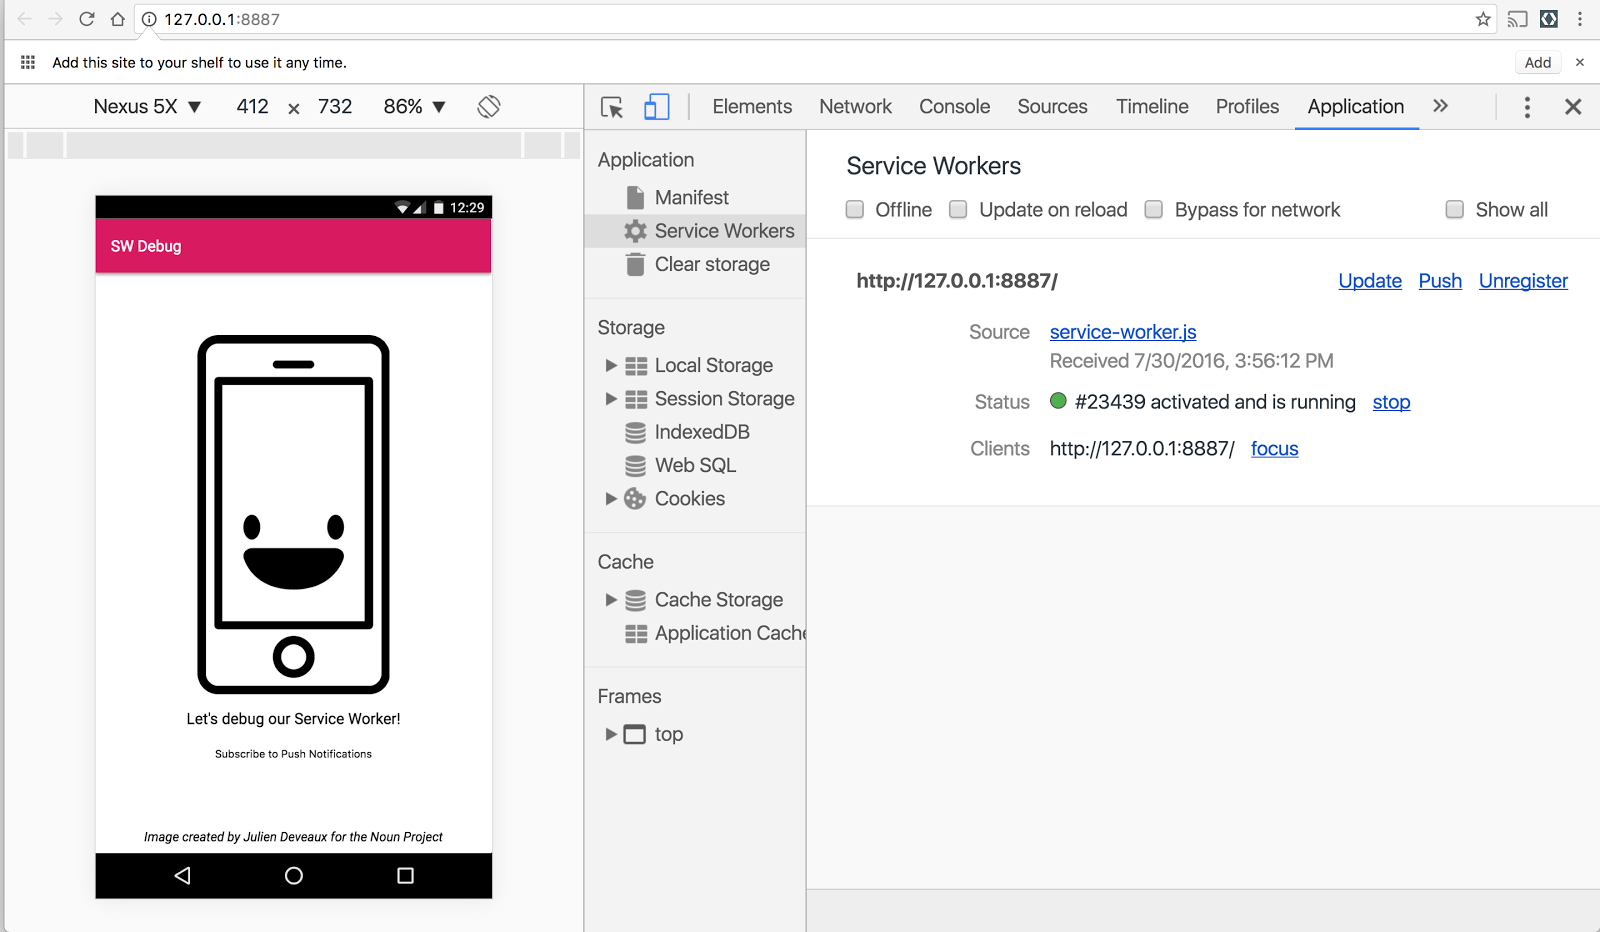 127.0.0.1:8887
Add this site to your shelf to use it any time. Add ×
Nexus 5X ▼ 412 × 732 86% ▼
Elements Network Console Sources Timeline Profiles Application »
12:29
SW Debug
Let's debug our Service Worker!
Subscribe to Push Notifications
Image created by Julien Deveaux for the Noun Project
Application
Manifest
Service Workers
Clear storage
Storage
Local Storage
Session Storage
IndexedDB
Web SQL
Cookies
Cache
Cache Storage
Application Cache
Frames
top
Service Workers
Offline Update on reload Bypass for network Show all
http://127.0.0.1:8887/ Update Push Unregister
Source service-worker.js
Received 7/30/2016, 3:56:12 PM
Status #23439 activated and is running stop
Clients http://127.0.0.1:8887/ focus